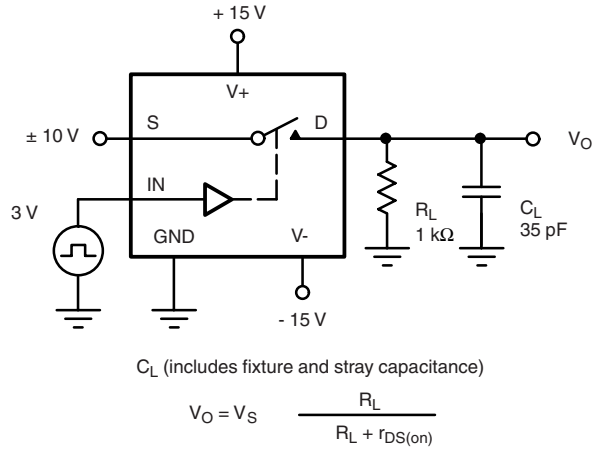 + 15 V
V+
± 10 V
S
D
V_O
IN
3 V
R_L
1 kΩ
C_L
35 pF
GND
V-
- 15 V
C_L (includes fixture and stray capacitance)
V_O = V_S R_L / R_L + r_DS(on)